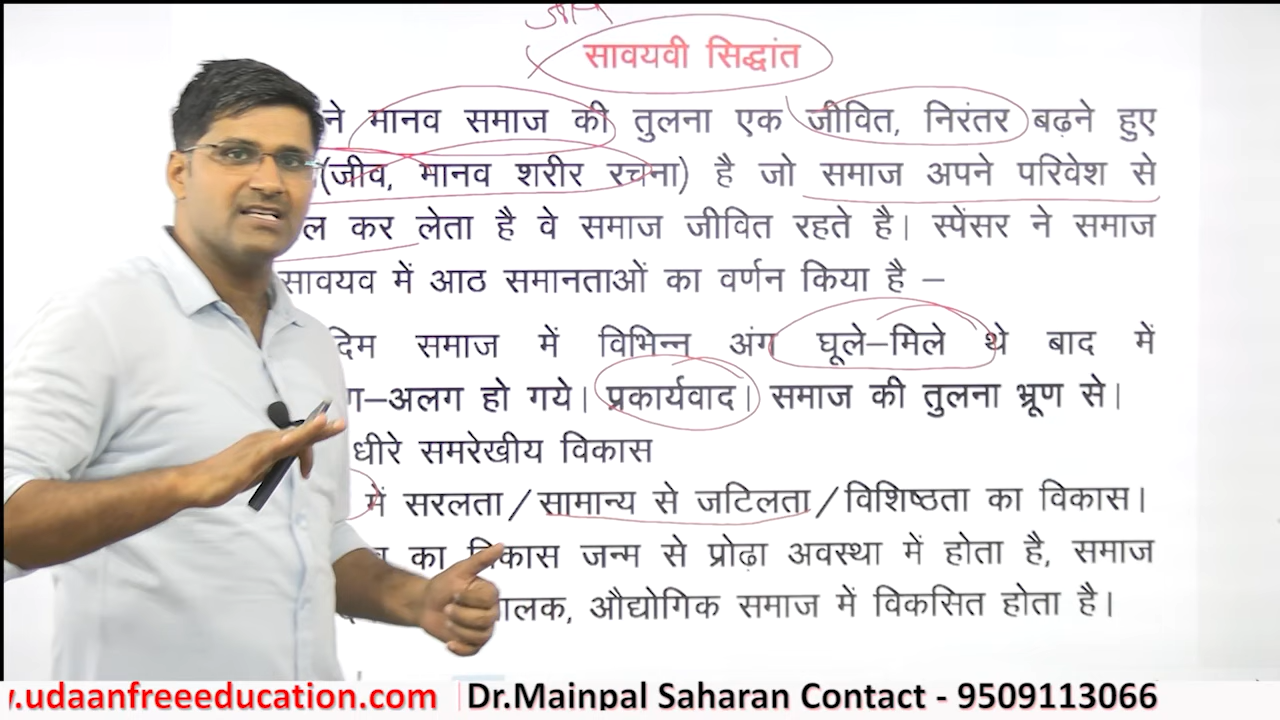 सावयवी सिद्धांत
ने मानव समाज की तुलना एक जीवित, निरंतर बढ़ने हुए
(जीव, मानव शरीर रचना) है जो समाज अपने परिवेश से
ल कर लेता है वे समाज जीवित रहते है। स्पेंसर ने समाज
सावयव में आठ समानताओं का वर्णन किया है –
दिम समाज में विभिन्न अंग घूले–मिले थे बाद में
ग–अलग हो गये। प्रकार्यवाद। समाज की तुलना भ्रूण से।
धीरे समरेखीय विकास
में सरलता/सामान्य से जटिलता/विशिष्ठता का विकास।
का विकास जन्म से प्रोढ़ा अवस्था में होता है, समाज
ालक, औद्योगिक समाज में विकसित होता है।
.udaanfreeeducation.com Dr.Mainpal Saharan Contact - 9509113066